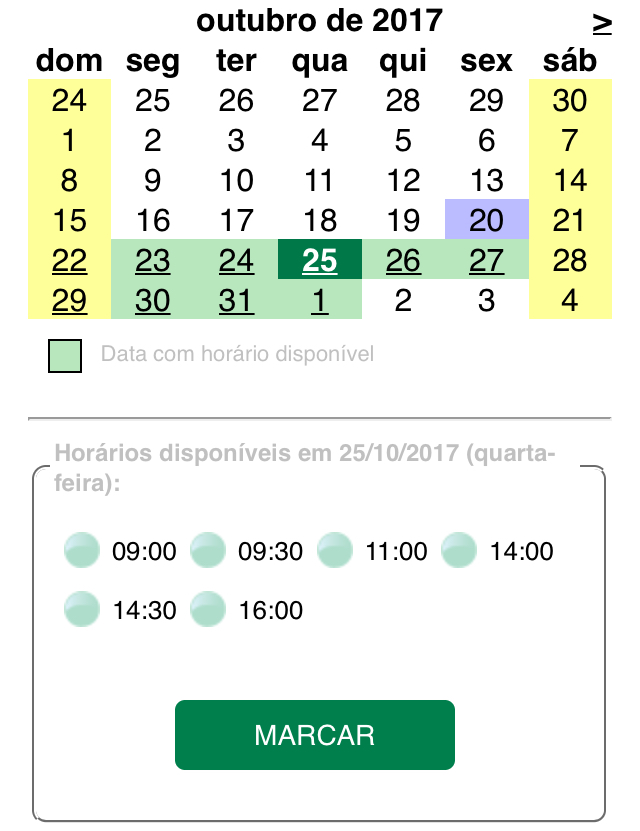 outubro de 2017 >
dom seg ter qua qui sex sáb
24 25 26 27 28 29 30
1 2 3 4 5 6 7
8 9 10 11 12 13 14
15 16 17 18 19 20 21
22 23 24 25 26 27 28
29 30 31 1 2 3 4
Data com horário disponível
Horários disponíveis em 25/10/2017 (quarta-
feira):
09:00 09:30 11:00 14:00
14:30 16:00
MARCAR